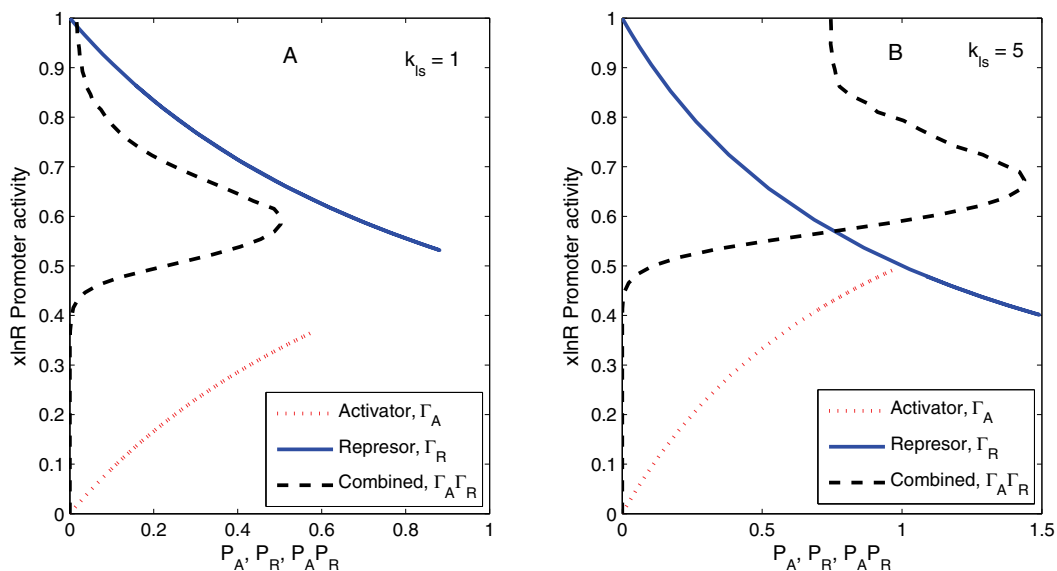 A
k_ls = 1
xlnR Promoter activity
1
0.9
0.8
0.7
0.6
0.5
0.4
0.3
0.2
0.1
0
0
0.2
0.4
0.6
0.8
1
P_A, P_R, P_AP_R
Activator, Γ_A
Represor, Γ_R
Combined, Γ_AΓ_R
B
k_ls = 5
xlnR Promoter activity
1
0.9
0.8
0.7
0.6
0.5
0.4
0.3
0.2
0.1
0
0
0.5
1
1.5
P_A, P_R, P_AP_R
Activator, Γ_A
Represor, Γ_R
Combined, Γ_AΓ_R